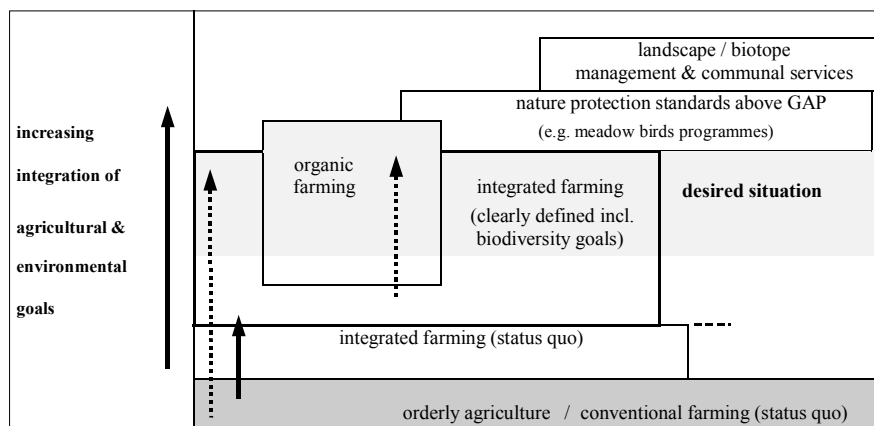 landscape / biotope
management & communal services
nature protection standards above GAP
(e.g. meadow birds programmes)
increasing
integration of
agricultural &
environmental
goals
organic
farming
integrated farming
(clearly defined incl.
biodiversity goals)
desired situation
integrated farming (status quo)
orderly agriculture / conventional farming (status quo)